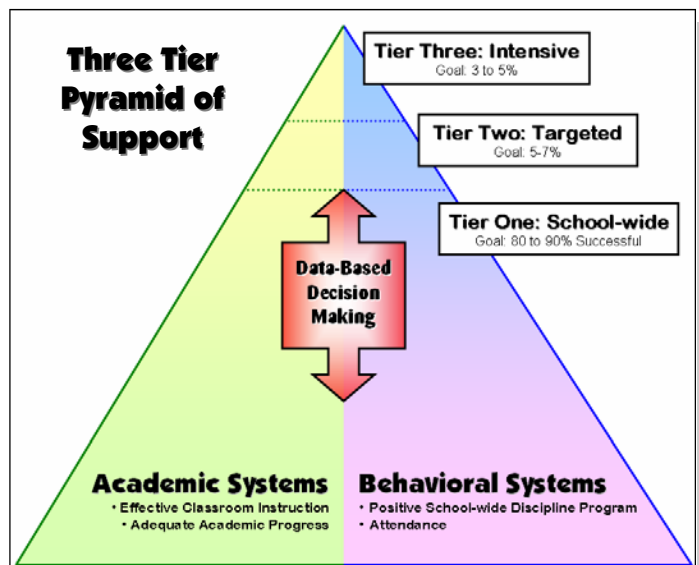 Three Tier
Pyramid of
Support
Tier Three: Intensive
Goal: 3 to 5%
Tier Two: Targeted
Goal: 5-7%
Tier One: School-wide
Goal: 80 to 90% Successful
Data-Based
Decision
Making
Academic Systems
• Effective Classroom Instruction
• Adequate Academic Progress
Behavioral Systems
• Positive School-wide Discipline Program
• Attendance